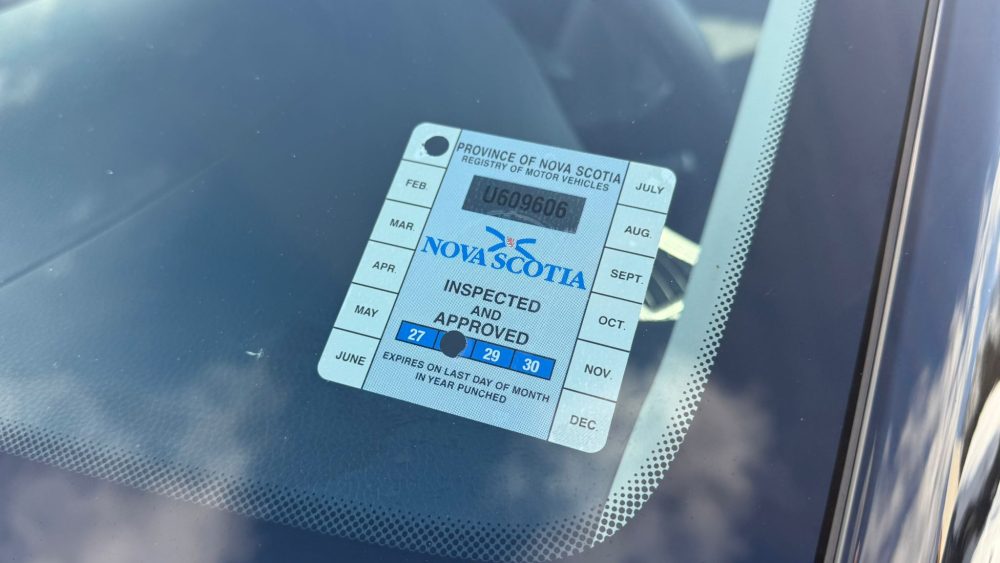 PROVINCE OF NOVA SCOTIA
REGISTRY OF MOTOR VEHICLES
U609606
NOVA SCOTIA
INSPECTED
AND
APPROVED
27 29 30
EXPIRES ON LAST DAY OF MONTH
IN YEAR PUNCHED
FEB.
MAR.
APR.
MAY
JUNE
JULY
AUG.
SEPT.
OCT.
NOV.
DEC.